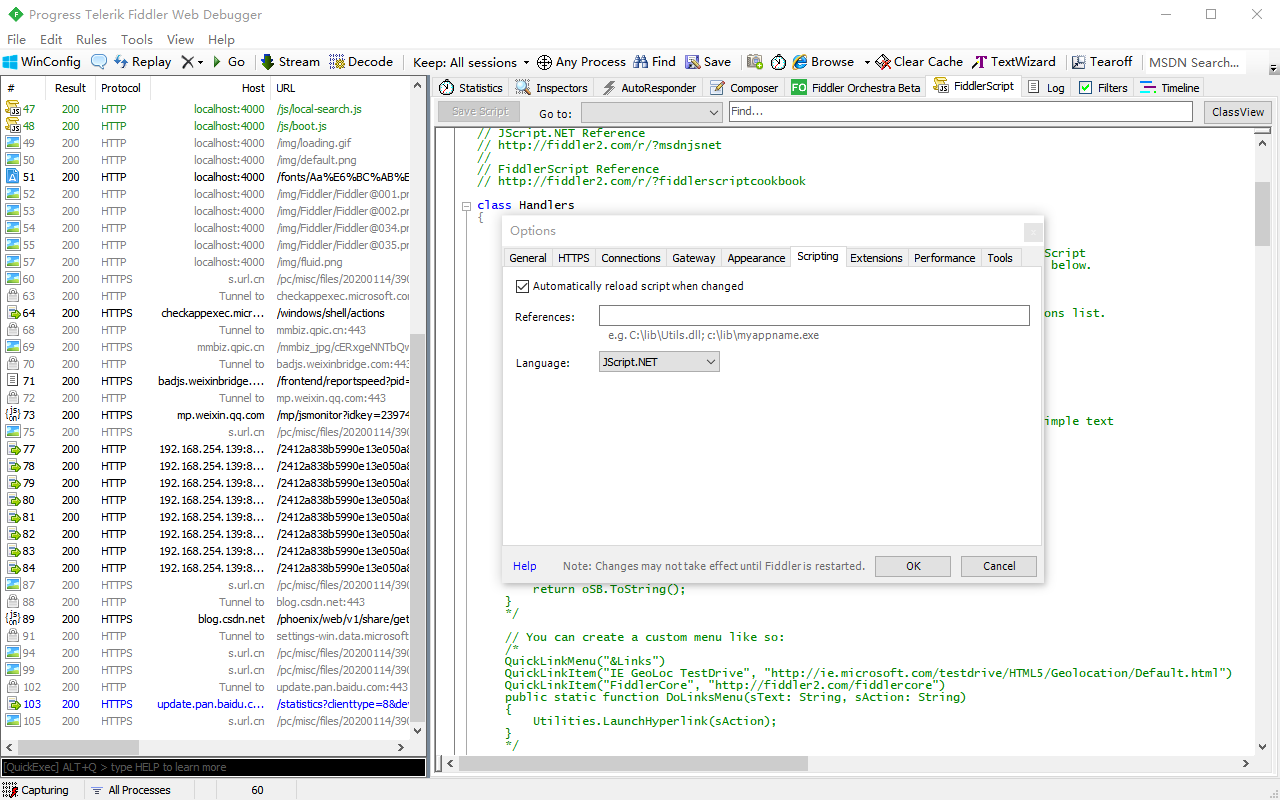 Progress Telerik Fiddler Web Debugger
File Edit Rules Tools View Help
WinConfig Replay Go Stream Decode Keep: All sessions Any Process Find Save Browse Clear Cache TextWizard Tearoff MSDN Search...
# Result Protocol Host URL
47 200 HTTP localhost:4000 /js/local-search.js
48 200 HTTP localhost:4000 /js/boot.js
49 200 HTTP localhost:4000 /img/loading.gif
50 200 HTTP localhost:4000 /img/default.png
51 200 HTTP localhost:4000 /fonts/Aa%E6%BC%AB%E
52 200 HTTP localhost:4000 /img/Fiddler/Fiddler@001.pr
53 200 HTTP localhost:4000 /img/Fiddler/Fiddler@002.pr
54 200 HTTP localhost:4000 /img/Fiddler/Fiddler@034.pr
55 200 HTTP localhost:4000 /img/Fiddler/Fiddler@035.pr
57 200 HTTP localhost:4000 /img/fluid.png
60 200 HTTPS s.url.cn /pc/misc/files/20200114/390
63 200 HTTP Tunnel to checkappexec.microsoft.com
64 200 HTTPS checkappexec.micr... /windows/shell/actions
68 200 HTTP Tunnel to mmbiz.qpic.cn:443
69 200 HTTPS mmbiz.qpic.cn /mmbiz_jpg/cERxgeNNTbQw
70 200 HTTP Tunnel to badjs.weixinbridge.com:443
71 200 HTTPS badjs.weixinbridge.... /frontend/reportspeed?pid=
72 200 HTTP Tunnel to mp.weixin.qq.com:443
73 200 HTTPS mp.weixin.qq.com /mp/jsmonitor?idkey=23974
75 200 HTTPS s.url.cn /pc/misc/files/20200114/390
77 200 HTTP 192.168.254.139:8... /2412a838b5990e13e050a8
78 200 HTTP 192.168.254.139:8... /2412a838b5990e13e050a8
79 200 HTTP 192.168.254.139:8... /2412a838b5990e13e050a8
80 200 HTTP 192.168.254.139:8... /2412a838b5990e13e050a8
81 200 HTTP 192.168.254.139:8... /2412a838b5990e13e050a8
82 200 HTTP 192.168.254.139:8... /2412a838b5990e13e050a8
83 200 HTTP 192.168.254.139:8... /2412a838b5990e13e050a8
84 200 HTTP 192.168.254.139:8... /2412a838b5990e13e050a8
87 200 HTTPS s.url.cn /pc/misc/files/20200114/390
88 200 HTTP Tunnel to blog.csdn.net:443
89 200 HTTPS blog.csdn.net /phoenix/web/v1/share/get
91 200 HTTP Tunnel to settings-win.data.microsoft
94 200 HTTPS s.url.cn /pc/misc/files/20200114/390
99 200 HTTPS s.url.cn /pc/misc/files/20200114/390
102 200 HTTP Tunnel to update.pan.baidu.com:443
103 200 HTTPS update.pan.baidu.c... /statistics?clienttype=8&dev
105 200 HTTPS s.url.cn /pc/misc/files/20200114/390
[QuickExec] ALT+Q > type HELP to learn more
Capturing All Processes 60
Statistics Inspectors AutoResponder Composer FO Fiddler Orchestra Beta FiddlerScript Log Filters Timeline
Save Script Go to: Find... ClassView
// JScript.NET Reference
// http://fiddler2.com/r/?msdnjsnet
//
// FiddlerScript Reference
// http://fiddler2.com/r/?fiddlerscriptcookbook
class Handlers
{
Script
below.
ons list.
imple text
Options
General HTTPS Connections Gateway Appearance Scripting Extensions Performance Tools
Automatically reload script when changed
References:
e.g. C:\lib\Utils.dll; c:\lib\myappname.exe
Language: JScript.NET
Help Note: Changes may not take effect until Fiddler is restarted. OK Cancel
return oSB.ToString();
}
*/
// You can create a custom menu like so:
/*
QuickLinkMenu("&Links")
QuickLinkItem("IE GeoLoc TestDrive", "http://ie.microsoft.com/testdrive/HTML5/Geolocation/Default.html")
QuickLinkItem("FiddlerCore", "http://fiddler2.com/fiddlercore")
public static function DoLinksMenu(sText: String, sAction: String)
{
Utilities.LaunchHyperlink(sAction);
}
*/